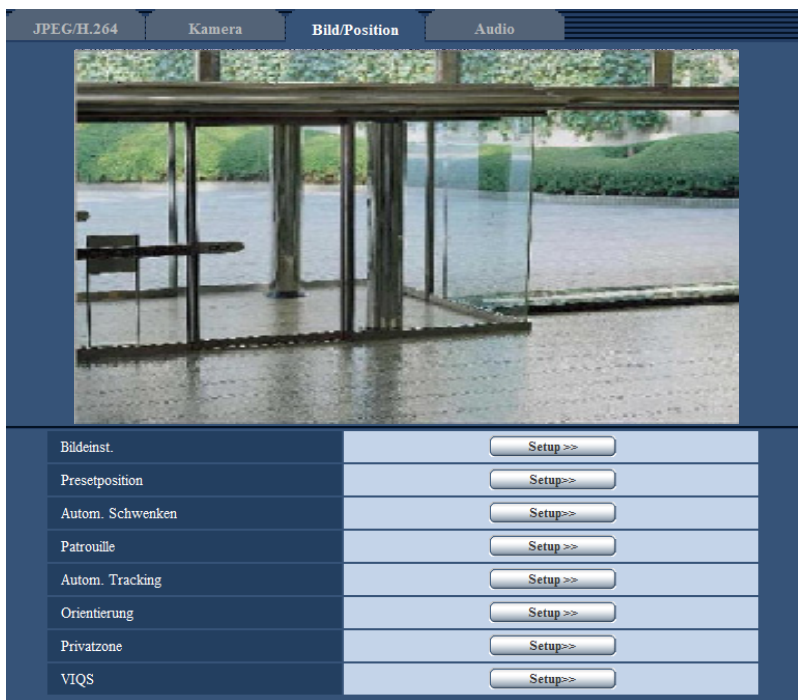 JPEG/H.264 Kamera Bild/Position Audio
Bildeinst. Setup >>
Presetposition Setup>>
Autom. Schwenken Setup>>
Patrouille Setup >>
Autom. Tracking Setup >>
Orientierung Setup >>
Privatzone Setup>>
VIQS Setup>>